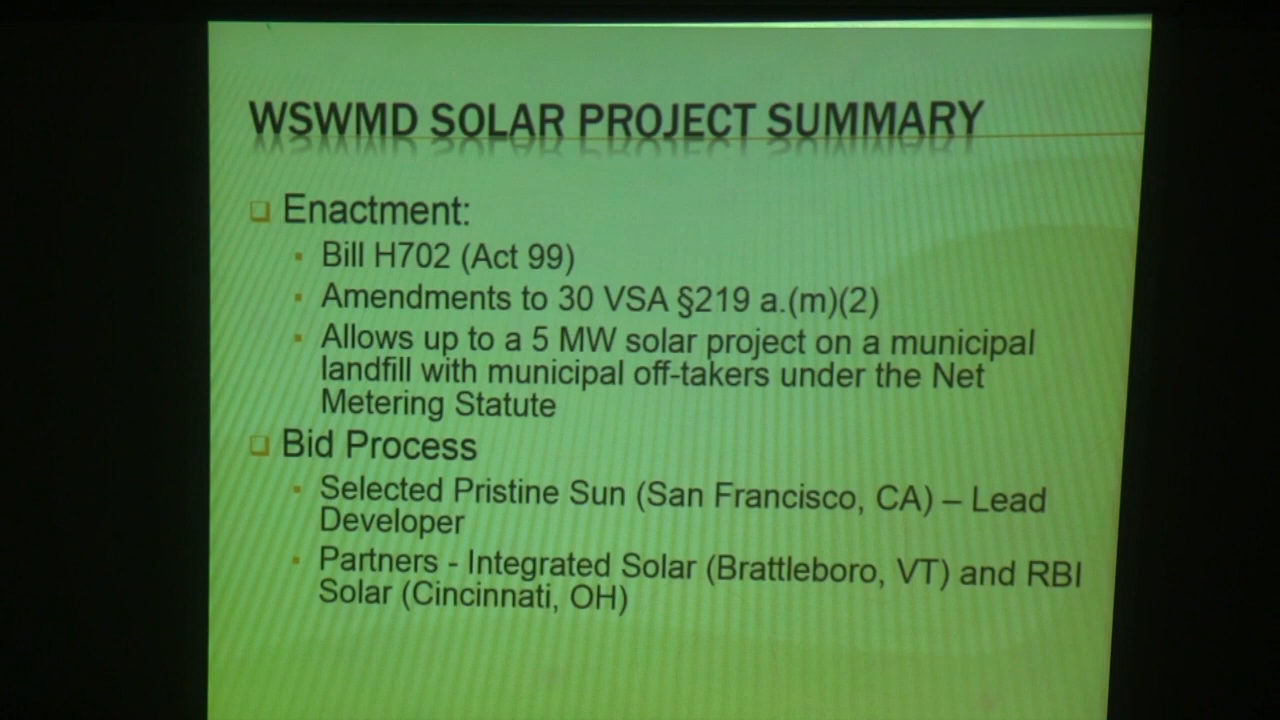 WSWMD SOLAR PROJECT SUMMARY
Enactment:
Bill H702 (Act 99)
Amendments to 30 VSA §219 a.(m)(2)
Allows up to a 5 MW solar project on a municipal
landfill with municipal off-takers under the Net
Metering Statute
Bid Process
Selected Pristine Sun (San Francisco, CA) – Lead
Developer
Partners - Integrated Solar (Brattleboro, VT) and RBI
Solar (Cincinnati, OH)